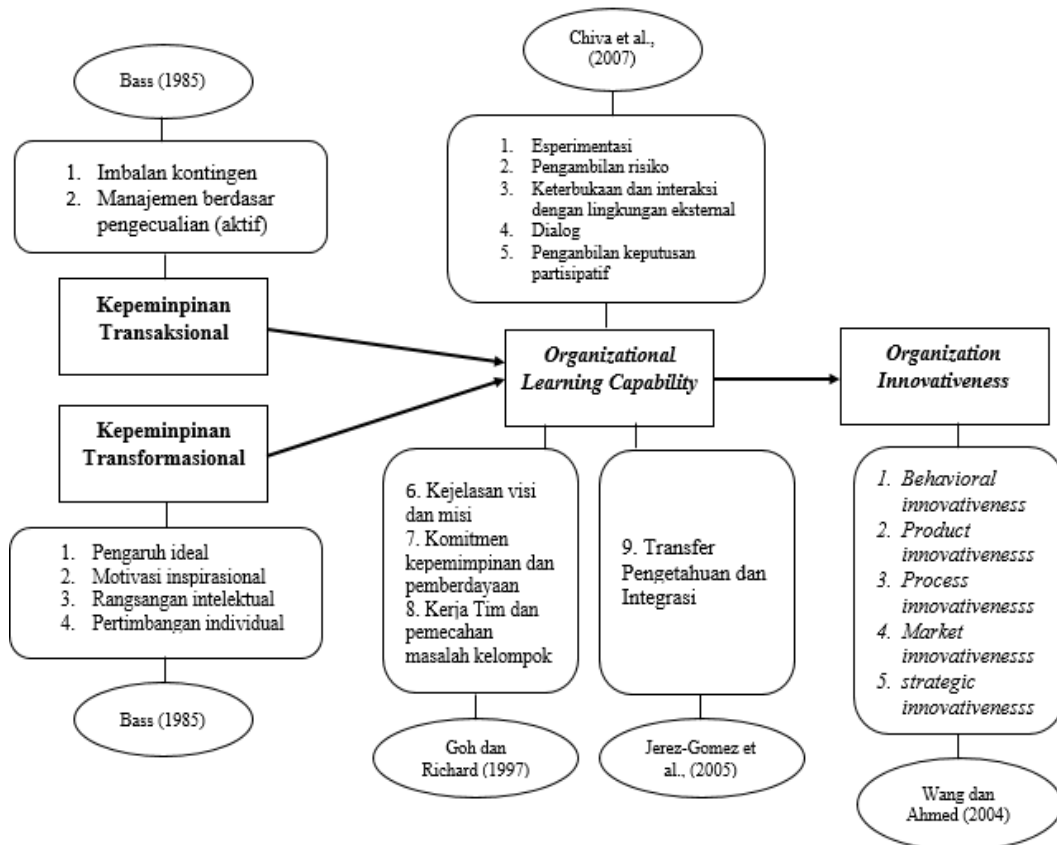 Bass (1985)
1. Imbalan kontingen
2. Manajemen berdasar
pengecualian (aktif)
Kepeminpinan
Transaksional
Kepeminpinan
Transformasional
1. Pengaruh ideal
2. Motivasi inspirasional
3. Rangsangan intelektual
4. Pertimbangan individual
Bass (1985)
Chiva et al.,
(2007)
1. Esperimentasi
2. Pengambilan risiko
3. Keterbukaan dan interaksi
dengan lingkungan eksternal
4. Dialog
5. Penganbilan keputusan
partisipatif
Organizational
Learning Capability
6. Kejelasan visi
dan misi
7. Komitmen
kepemimpinan dan
pemberdayaan
8. Kerja Tim dan
pemecahan
masalah kelompok
Goh dan
Richard (1997)
9. Transfer
Pengetahuan dan
Integrasi
Jerez-Gomez et
al., (2005)
Organization
Innovativeness
1. Behavioral
innovativeness
2. Product
innovativenesss
3. Process
innovativenesss
4. Market
innovativenesss
5. strategic
innovativenesss
Wang dan
Ahmed (2004)